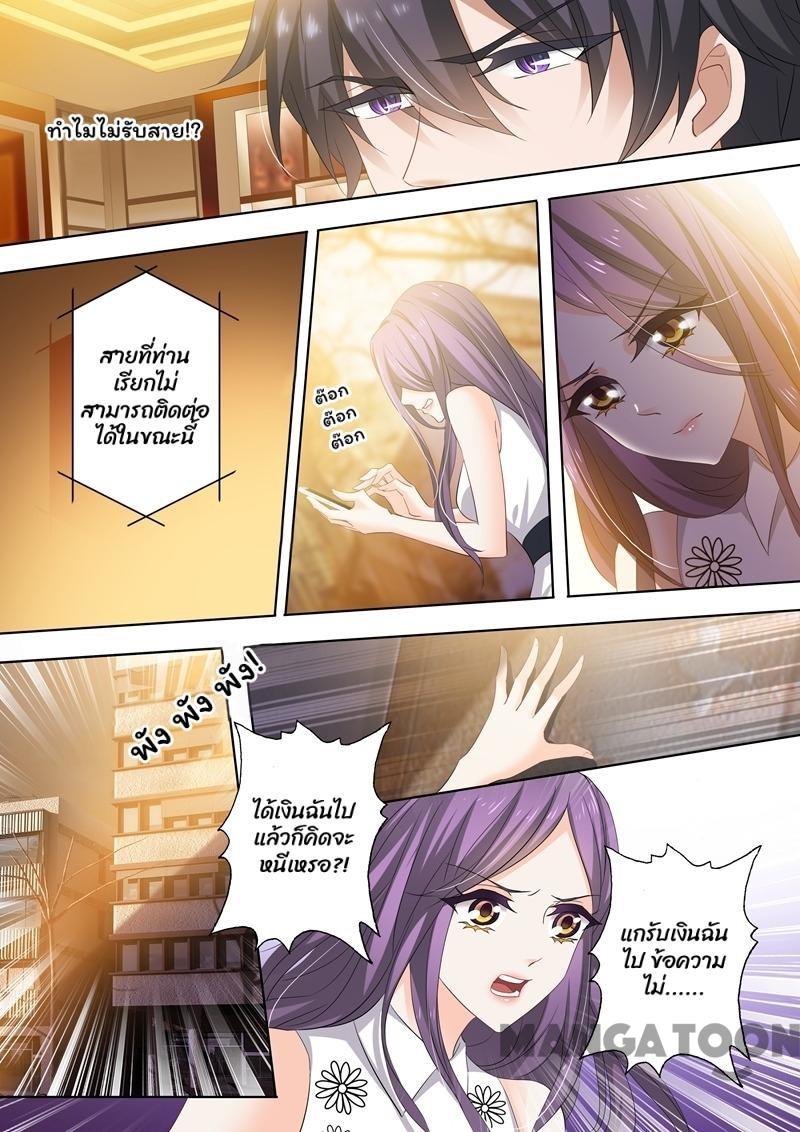 ทำไมไม่รับสาย!?
สายที่ท่าน
เรียกไม่
สามารถติดต่อ
ได้ในขณะนี้
ต๊อก
ต๊อก
ต๊อก
พัง พัง พัง!
ได้เงินฉันไป
แล้วก็คิดจะ
หนีเหรอ?!
แกรับเงินฉัน
ไป ข้อความ
ไม่......
MANGATOON